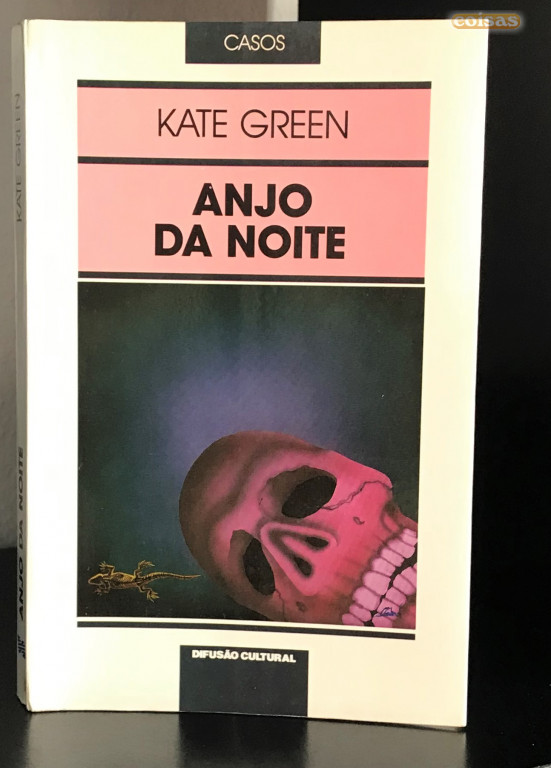 coisas
CASOS
KATE GREEN
ANJO
DA NOITE
DIFUSÃO CULTURAL
KATE GREEN
ANJO DA NOITE